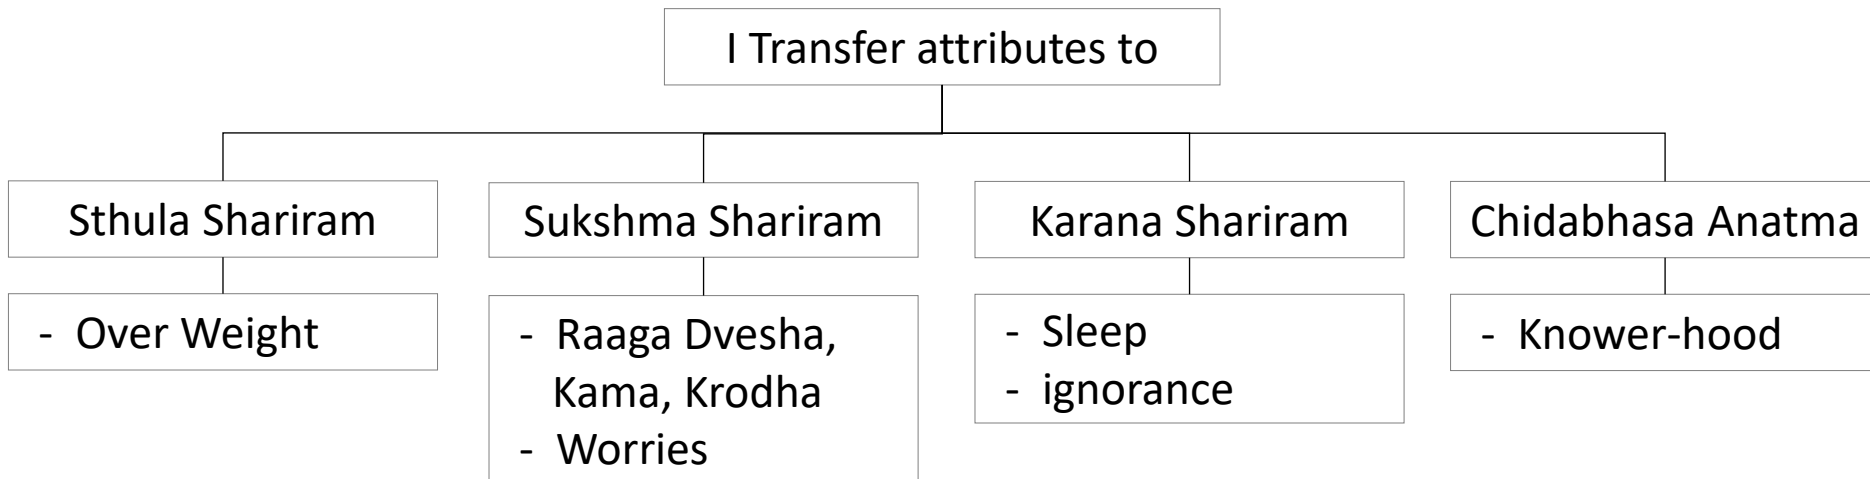 I Transfer attributes to
Sthula Shariram
Sukshma Shariram
Karana Shariram
Chidabhasa Anatma
- Over Weight
- Raaga Dvesha,
Kama, Krodha
- Worries
- Sleep
- ignorance
- Knower-hood